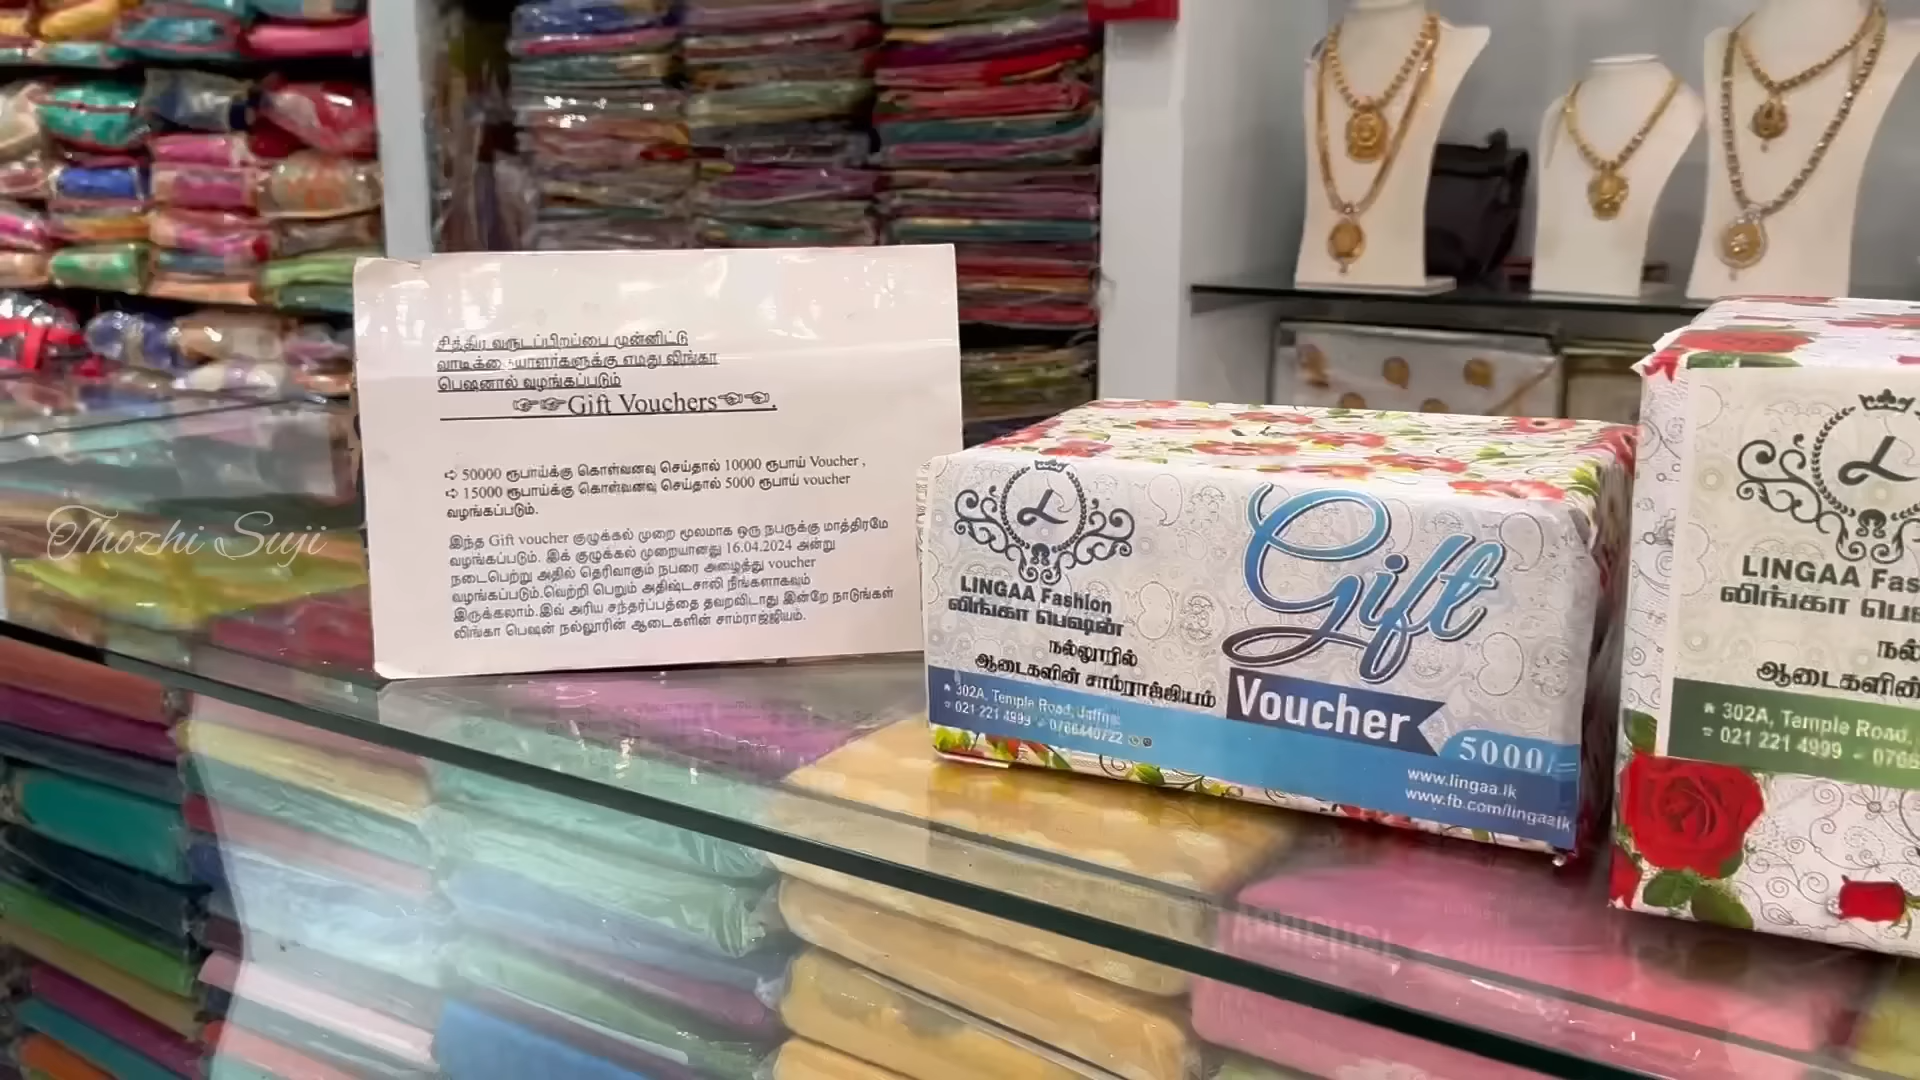 சித்திர வருடப்பிறப்பை முன்னிட்டு
வாடிக்கையாளர்களுக்கு எமது லிங்கா
பெஷனால் வழங்கப்படும்
Gift Vouchers.
➪ 50000 ரூபாய்க்கு கொள்வனவு செய்தால் 10000 ரூபாய் Voucher ,
➪ 15000 ரூபாய்க்கு கொள்வனவு செய்தால் 5000 ரூபாய் voucher
வழங்கப்படும்.
இந்த Gift voucher குழுக்கல் முறை மூலமாக ஒரு நபருக்கு மாத்திரமே
வழங்கப்படும். இக் குழுக்கல் முறையானது 16.04.2024 அன்று
நடைபெற்று அதில் தெரிவாகும் நபரை அழைத்து voucher
வழங்கப்படும்.வெற்றி பெறும் அதிஷ்டசாலி நீங்களாகவும்
இருக்கலாம்.இவ் அரிய சந்தர்ப்பத்தை தவறவிடாது இன்றே நாடுங்கள்
லிங்கா பெஷன் நல்லூரின் ஆடைகளின் சாம்ராஜ்ஜியம்.
Thozhi Suji
L
LINGAA Fashion
லிங்கா பெஷன்
நல்லூரில்
ஆடைகளின் சாம்ராஜ்ஜியம்
302A, Temple Road, Jaffna.
021 221 4999 - 0766440722
Gift
Voucher
5000/=
www.lingaa.lk
www.fb.com/lingaalk
L
LINGAA Fas
லிங்கா பெ
நல்
ஆடைகளின்
302A, Temple Road,
021 221 4999 - 0766